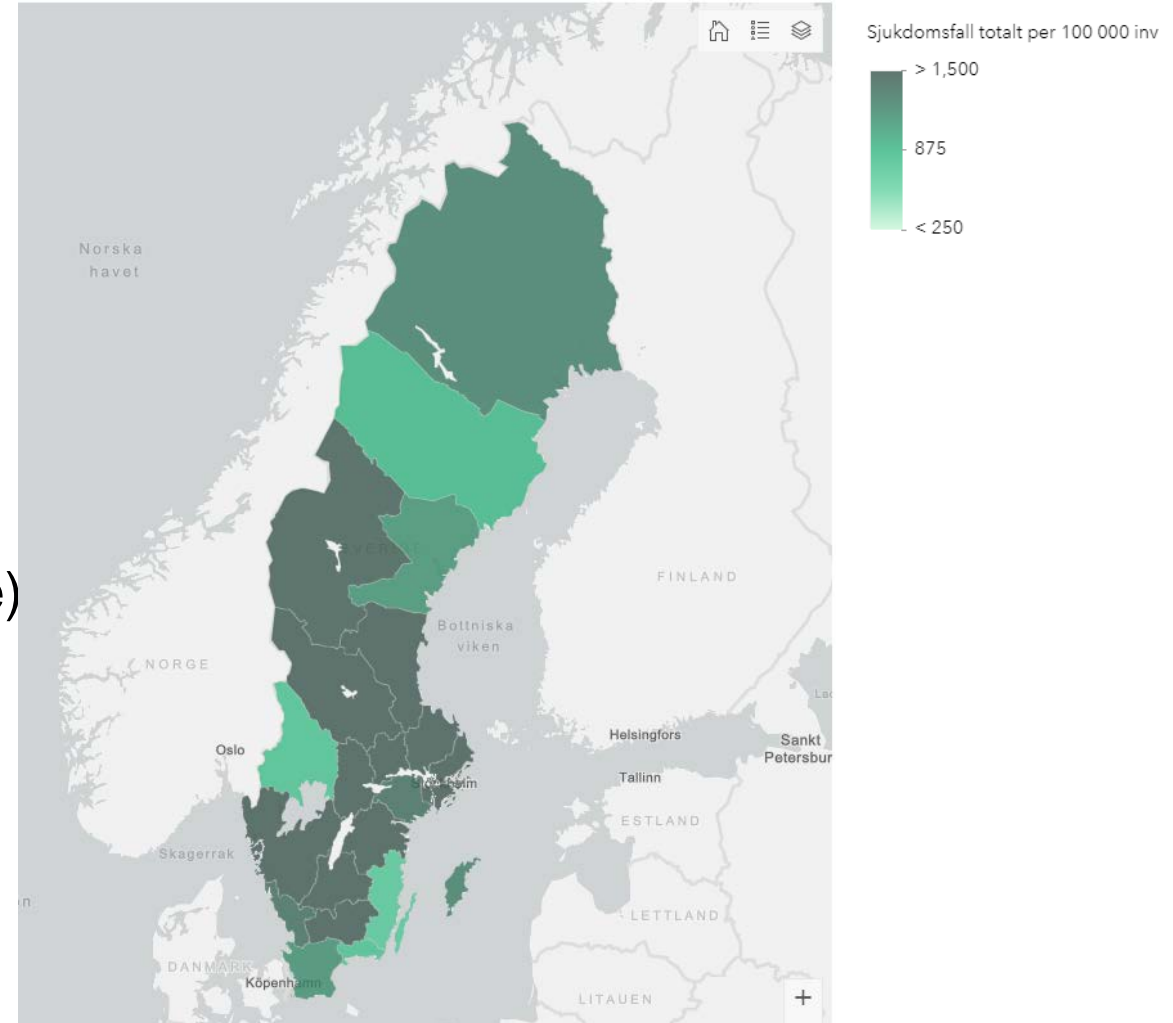 Sjukdomsfall totalt per 100 000 inv
> 1,500
875
< 250
Norska
havet
FINLAND
Bottniska
viken
NORGE
e)
Oslo
Helsingfors
Sankt
Petersbur
Tallinn
ESTLAND
Skagerrak
n
LETTLAND
DANMARK
Köpenhamn
LITAUEN
+